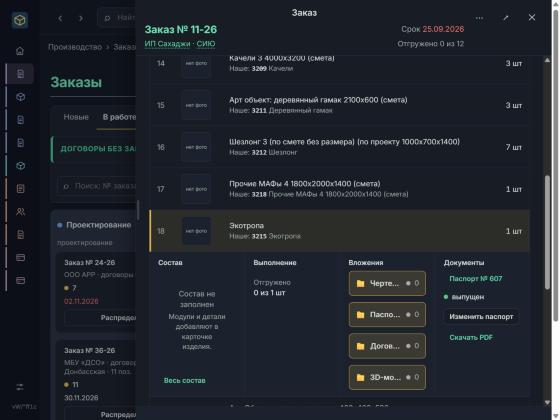 Заказ
Заказ № 11-26
Срок 25.09.2026
ИП Сахаджи · СИЮ
Отгружено 0 из 12
Найт
Производство › Заказы
Заказы
Новые
В работе
ДОГОВОРЫ БЕЗ ЗА
Поиск: № заказа
Проектирование
проектирование
Заказ № 24-26
ООО АРР · договоры
7
02.11.2026
Распредел
Заказ № 36-26
МБУ «ДСО» ·
Донбасская · 11 поз.
11
30.11.2026
Распредел
14
нет фото
Качели 3 4000х3200 (смета)
Наше: 3209 Качели
3 шт
15
нет фото
Арт объект: деревянный гамак 2100х600 (смета)
Наше: 3211 Деревянный гамак
3 шт
16
нет фото
Шезлонг 3 (по смете без размера) (по проекту 1000х700х1400)
Наше: 3212 Шезлонг
7 шт
17
нет фото
Прочие МАФы 4 1800х2000х1400 (смета)
Наше: 3218 Прочие МАФы 4 1800х2000х1400 (смета)
1 шт
18
нет фото
Экотропа
Наше: 3215 Экотропа
1 шт
Состав
Состав не
заполнен
Модули и детали
добавляют в
карточке
изделия.
Весь состав
Выполнение
Отгружено
0 из 1 шт
Вложения
Черте... 0
Паспо... 0
Догов... 0
3D-мо... 0
Документы
Паспорт № 607
выпущен
Изменить паспорт
Скачать PDF